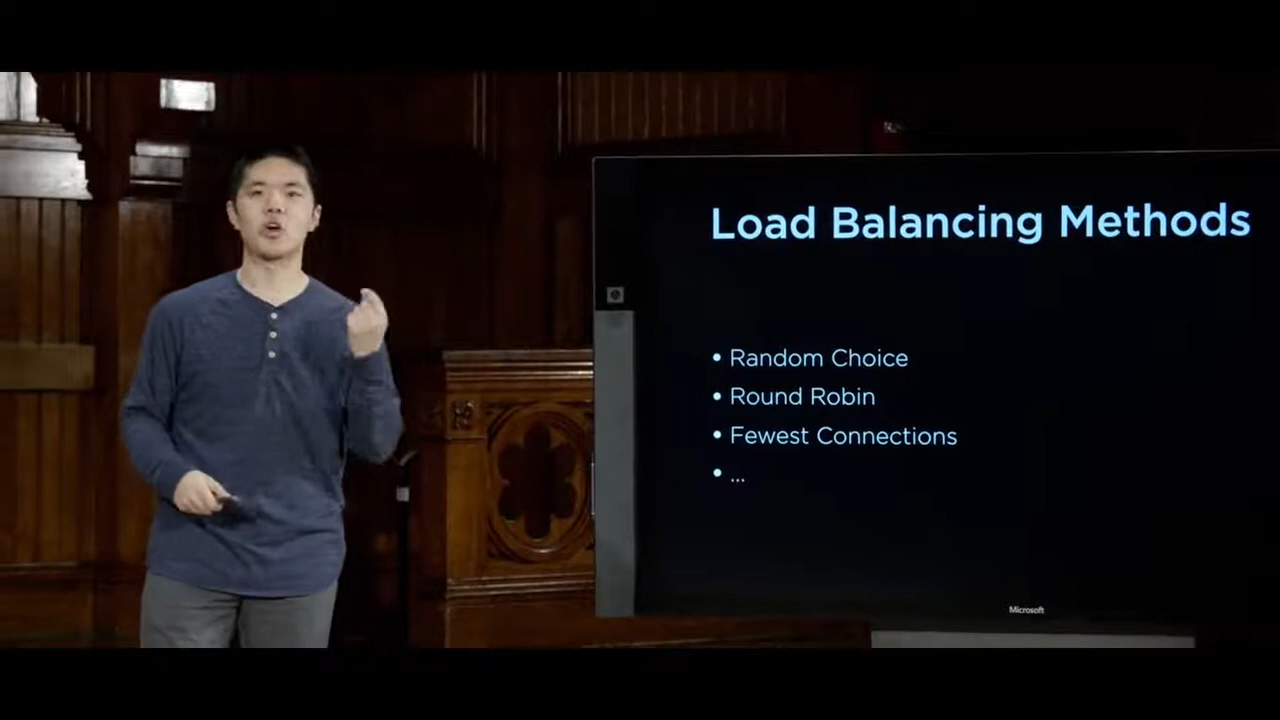 Load Balancing Methods
• Random Choice
• Round Robin
• Fewest Connections
• ...
Microsoft